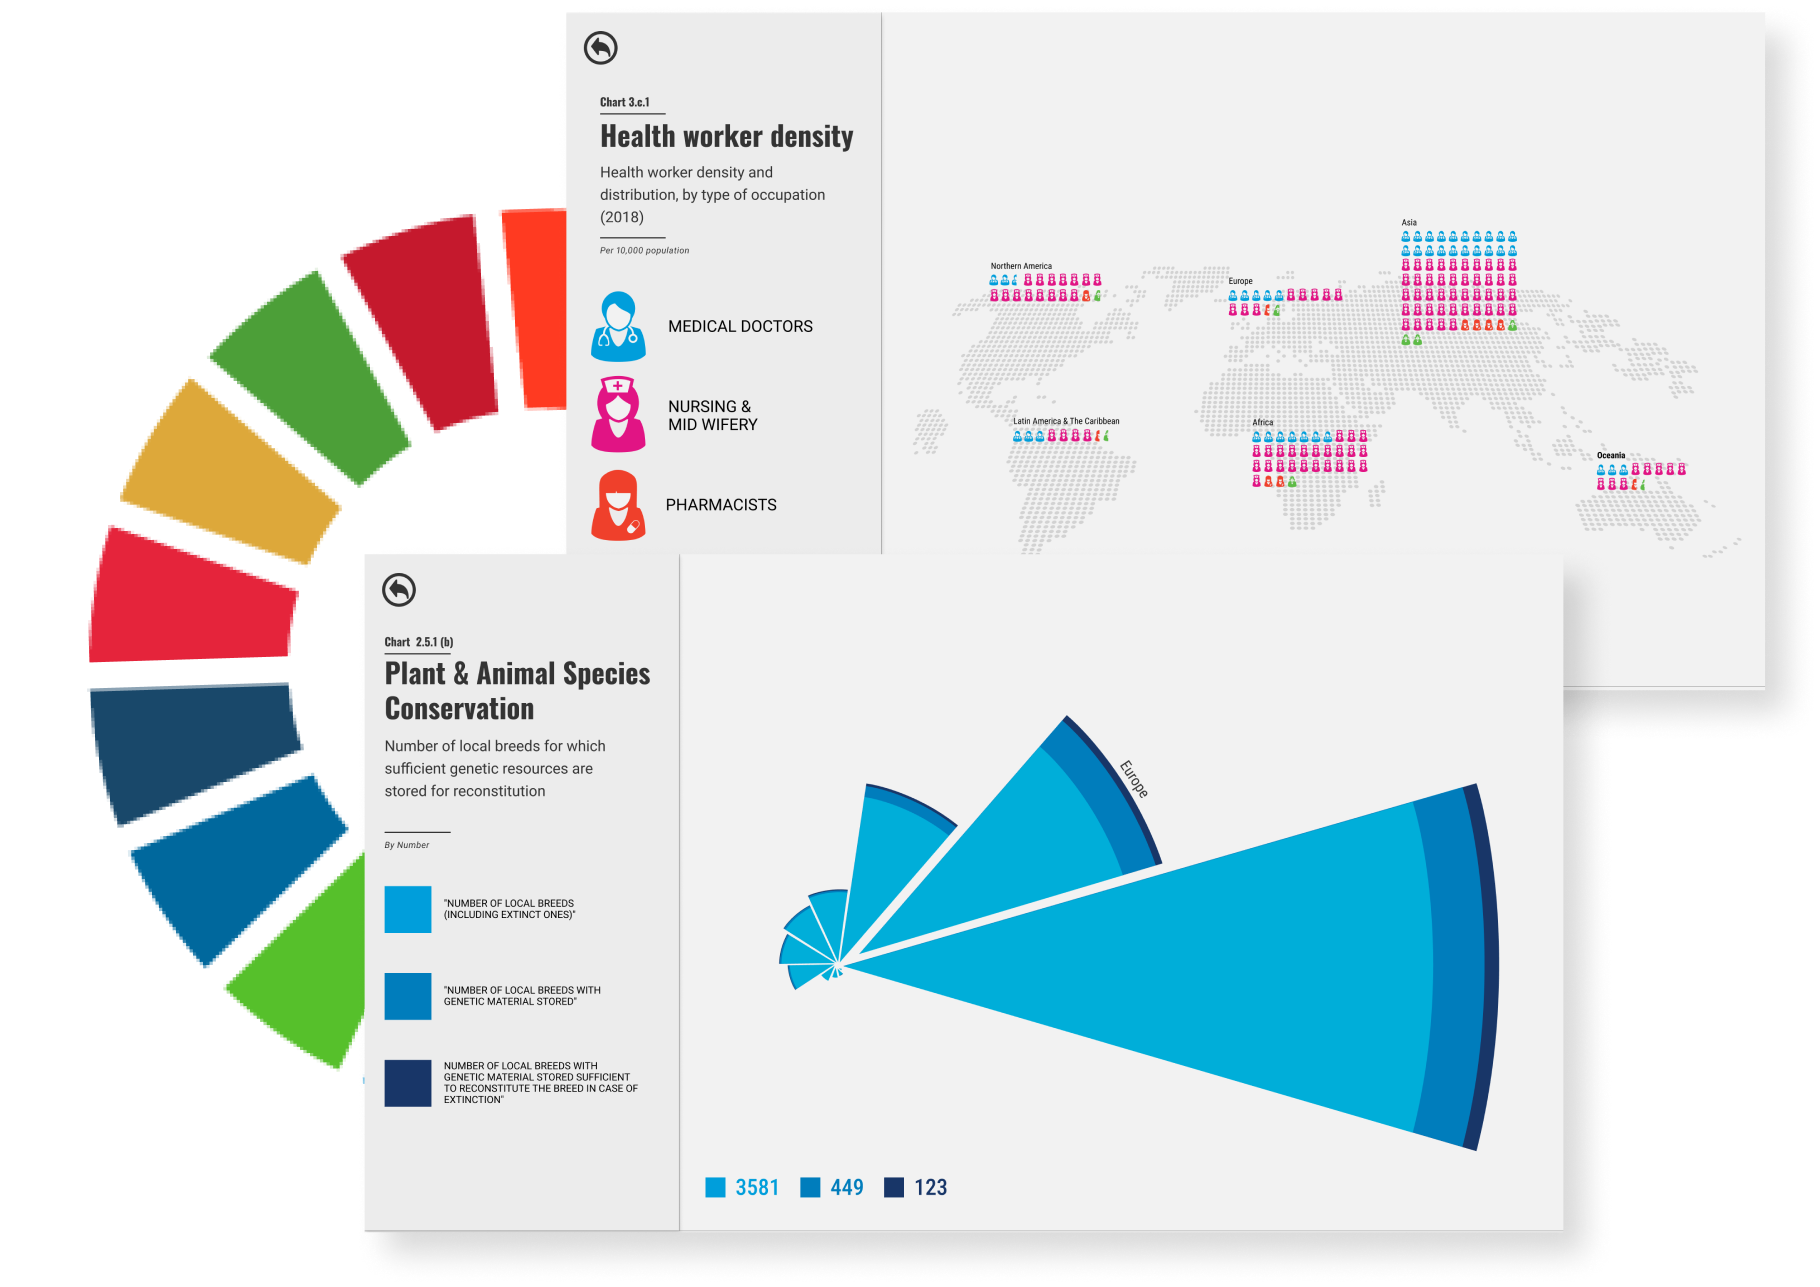 Chart 3.c.1
Health worker density
Health worker density and
distribution, by type of occupation
(2018)
Per 10,000 population
MEDICAL DOCTORS
NURSING &
MID WIFERY
PHARMACISTS
Northern America
Europe
Asia
Latin America & The Caribbean
Africa
Oceania
Chart 2.5.1 (b)
Plant & Animal Species
Conservation
Number of local breeds for which
sufficient genetic resources are
stored for reconstitution
By Number
"NUMBER OF LOCAL BREEDS
(INCLUDING EXTINCT ONES)"
"NUMBER OF LOCAL BREEDS WITH
GENETIC MATERIAL STORED"
NUMBER OF LOCAL BREEDS WITH
GENETIC MATERIAL STORED SUFFICIENT
TO RECONSTITUTE THE BREED IN CASE OF
EXTINCTION"
Europe
3581 449 123